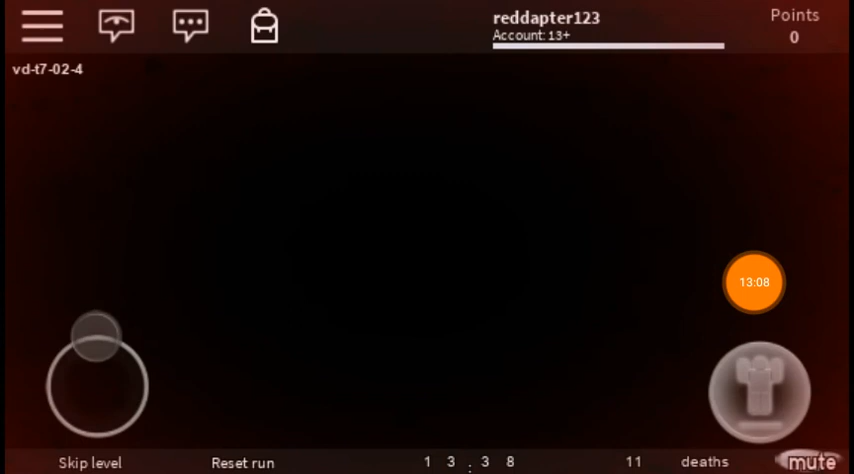 reddapter123
Account: 13+
Points
0
vd-t7-02-4
13:08
Skip level
Reset run
1 3 : 3 8
11 deaths
mute